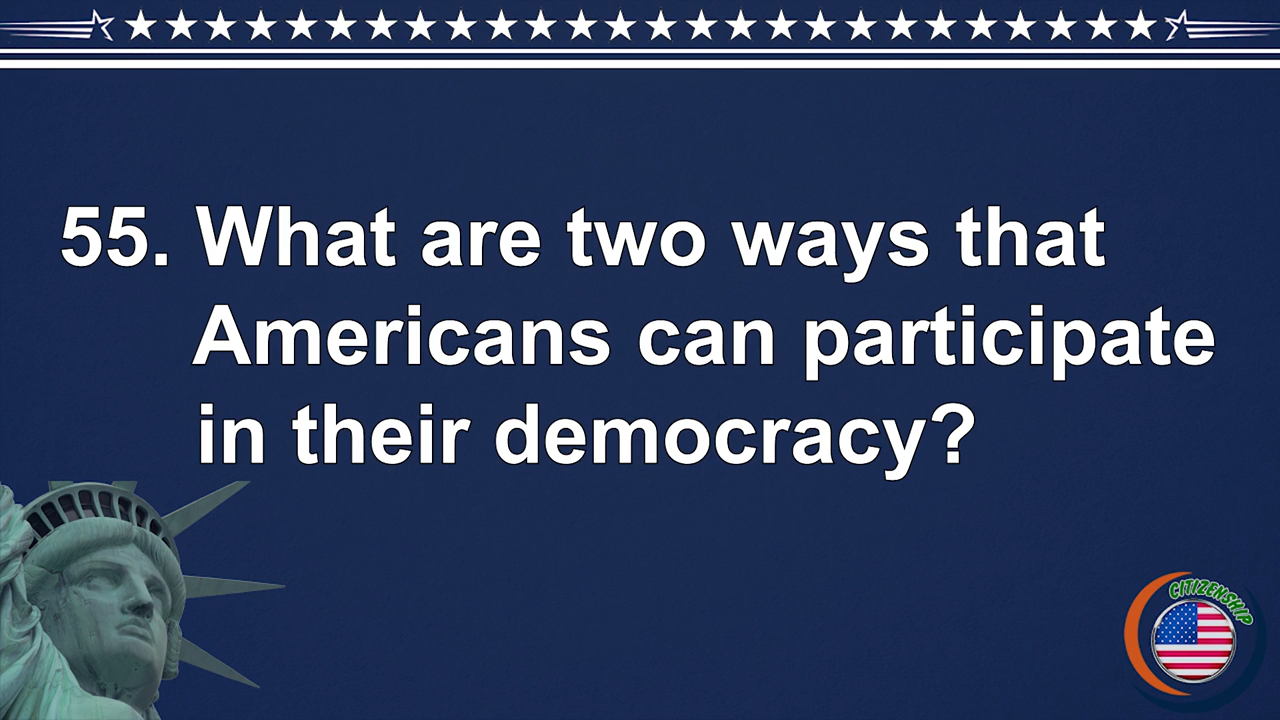 55. What are two ways that
Americans can participate
in their democracy?
CITIZENSHIP